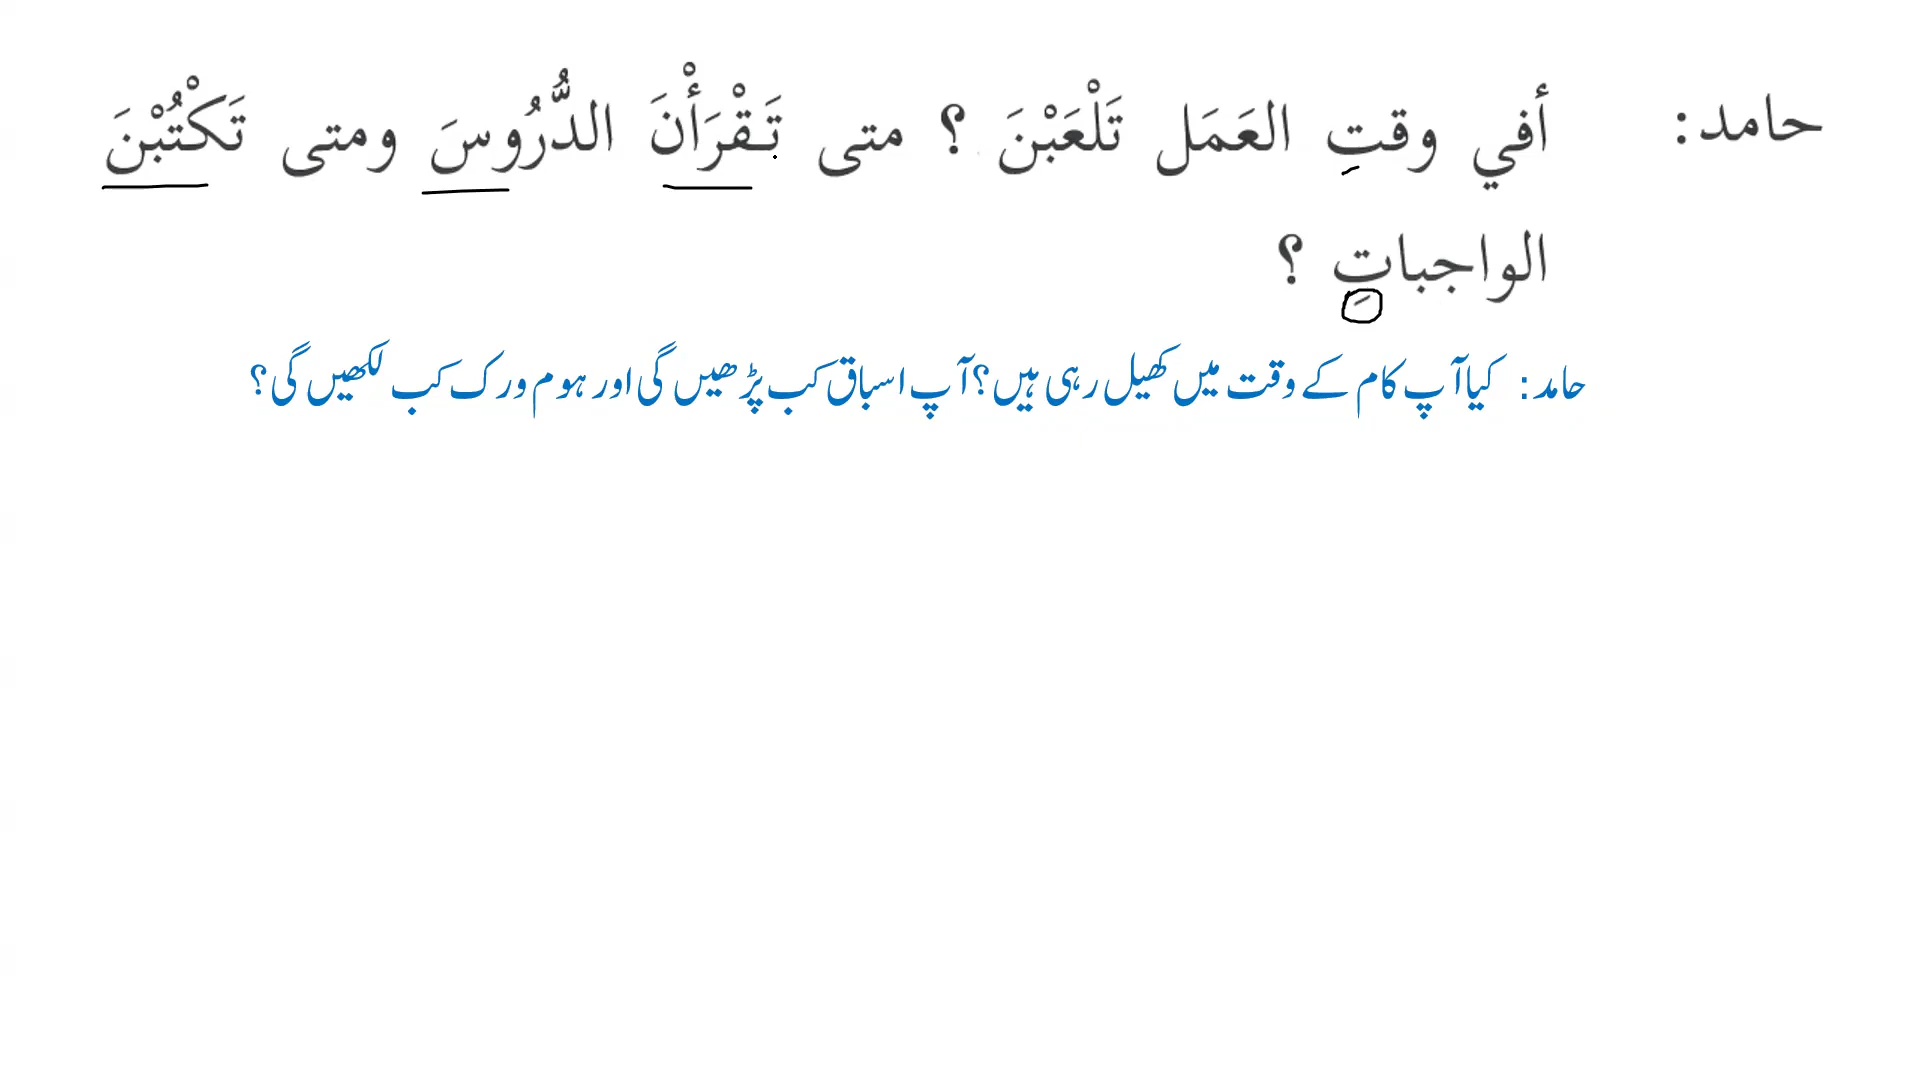 حامد: أفي وقتِ العَمَل تَلْعَبْنَ ؟ متى تَـقْرَأْنَ الدُّرُوسَ ومتى تَكْتُبْنَ
الواجباتِ ؟
حامد: کیا آپ کام کے وقت میں کھیل رہی ہیں؟ آپ اسباق کب پڑھیں گی اور ہوم ورک کب لکھیں گی؟